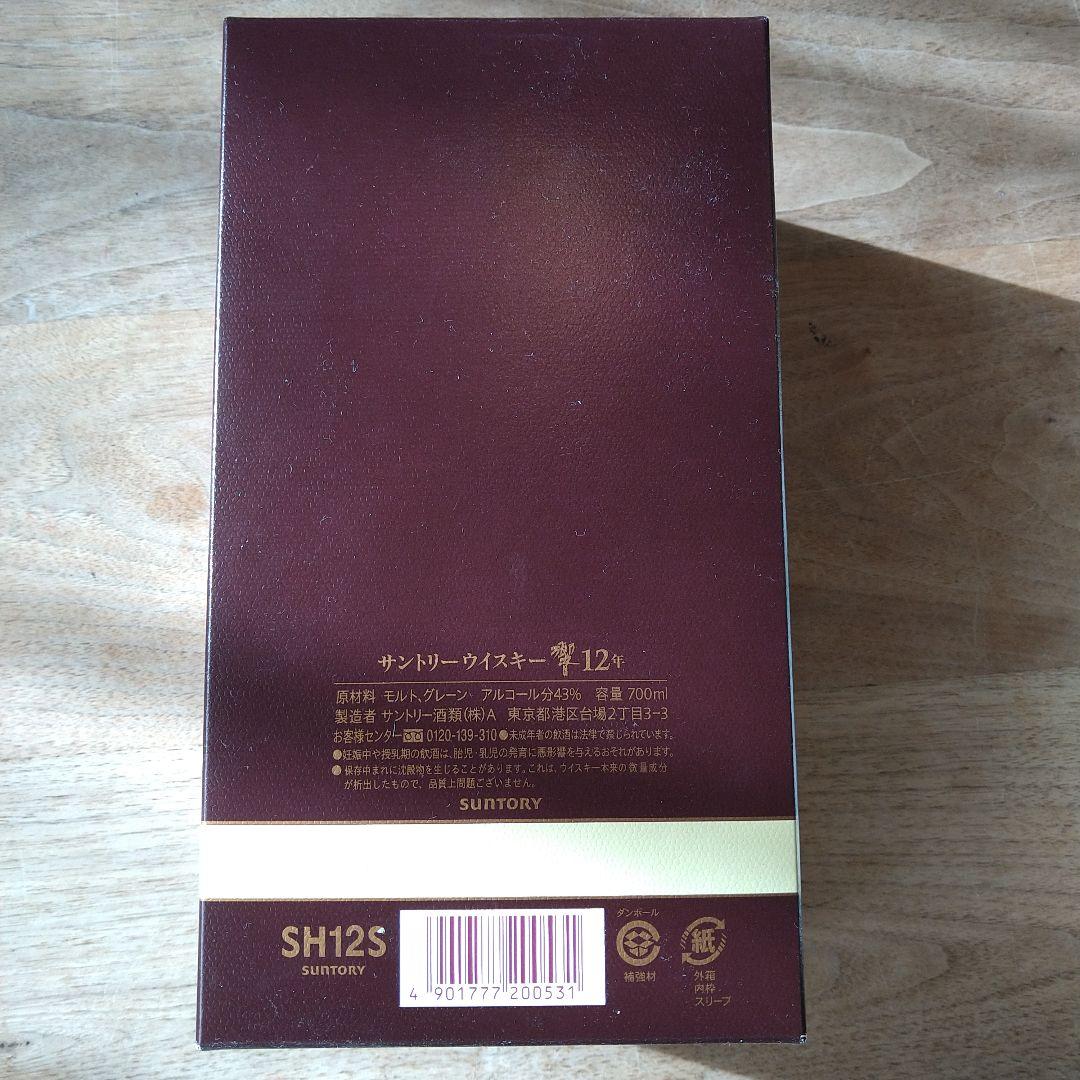 サントリーウイスキー 響 12年
原材料 モルト、グレーン アルコール分43% 容量 700ml
製造者 サントリー酒類(株)A 東京都港区台場2丁目3-3
お客様センター 0120-139-310 ●未成年者の飲酒は法律で禁じられています。
●妊娠中や授乳期の飲酒は、胎児・乳児の発育に悪影響を与えるおそれがあります。
●保存中まれに沈殿物を生じることがあります。これは、ウイスキー本来の微量成分
が析出したもので、品質上問題ございません。
SUNTORY
SH12S
SUNTORY
4 901777 200531
ダンボール
補強材
紙
外箱
内枠
スリーブ